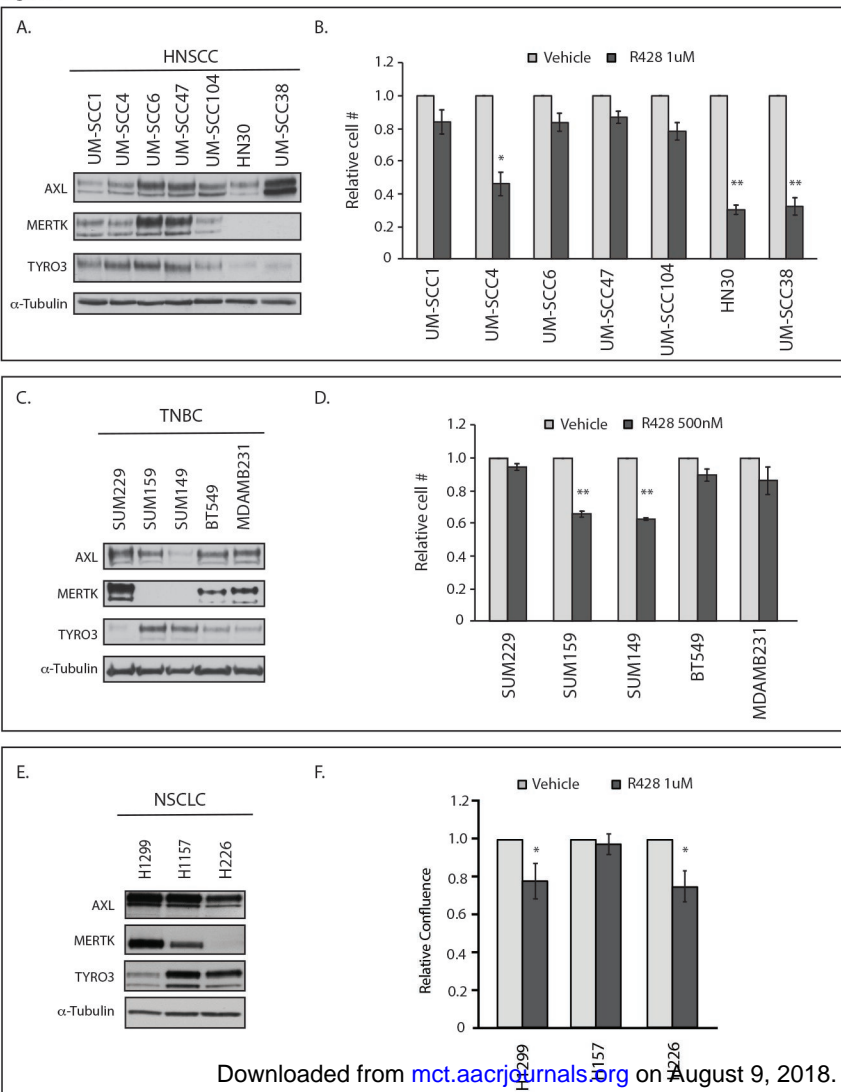 A.
HNSCC
UM-SCC1
UM-SCC4
UM-SCC6
UM-SCC47
UM-SCC104
HN30
UM-SCC38
AXL
MERTK
TYRO3
α-Tubulin
B.
Vehicle R428 1uM
Relative cell #
1.2
1.0
0.8
0.6
0.4
0.2
0
*
**
**
UM-SCC1
UM-SCC4
UM-SCC6
UM-SCC47
UM-SCC104
HN30
UM-SCC38
C.
TNBC
SUM229
SUM159
SUM149
BT549
MDAMB231
AXL
MERTK
TYRO3
α-Tubulin
D.
Vehicle R428 500nM
Relative cell #
1.2
1.0
0.8
0.6
0.4
0.2
0
**
**
SUM229
SUM159
SUM149
BT549
MDAMB231
E.
NSCLC
H1299
H1157
H226
AXL
MERTK
TYRO3
α-Tubulin
F.
Vehicle R428 1uM
Relative Confluence
1.2
1.0
0.8
0.6
0.4
0.2
0
*
*
H1299
H1157
H226
Downloaded from mct.aacrjournals.org on August 9, 2018.